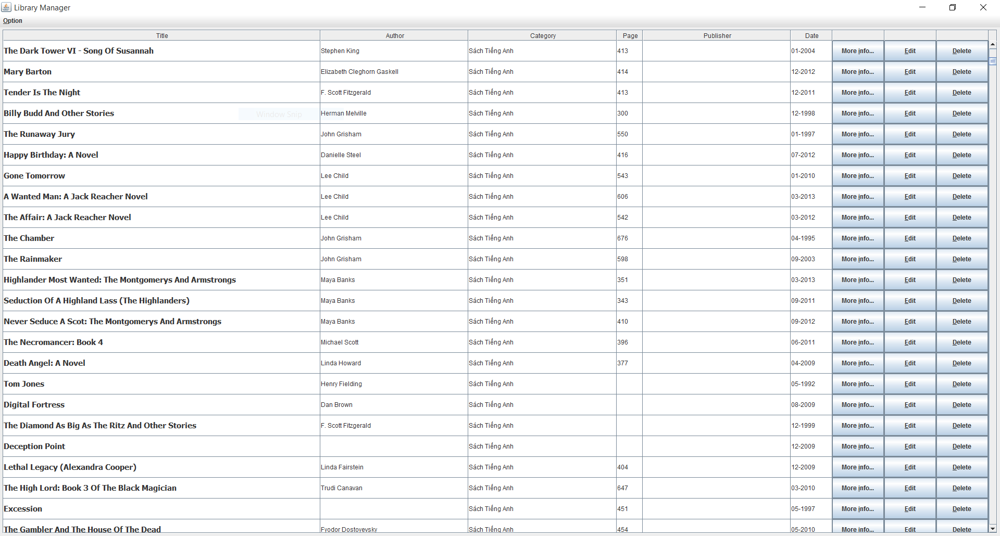 Library Manager
Option
Title Author Category Page Publisher Date
The Dark Tower VI - Song Of Susannah Stephen King Sách Tiếng Anh 413 01-2004 More info... Edit Delete
Mary Barton Elizabeth Cleghorn Gaskell Sách Tiếng Anh 414 12-2012 More info... Edit Delete
Tender Is The Night F. Scott Fitzgerald Sách Tiếng Anh 413 12-2011 More info... Edit Delete
Billy Budd And Other Stories Window Snip Herman Melville Sách Tiếng Anh 300 12-1998 More info... Edit Delete
The Runaway Jury John Grisham Sách Tiếng Anh 550 01-1997 More info... Edit Delete
Happy Birthday: A Novel Danielle Steel Sách Tiếng Anh 416 07-2012 More info... Edit Delete
Gone Tomorrow Lee Child Sách Tiếng Anh 543 01-2010 More info... Edit Delete
A Wanted Man: A Jack Reacher Novel Lee Child Sách Tiếng Anh 606 03-2013 More info... Edit Delete
The Affair: A Jack Reacher Novel Lee Child Sách Tiếng Anh 542 03-2012 More info... Edit Delete
The Chamber John Grisham Sách Tiếng Anh 676 04-1995 More info... Edit Delete
The Rainmaker John Grisham Sách Tiếng Anh 598 09-2003 More info... Edit Delete
Highlander Most Wanted: The Montgomerys And Armstrongs Maya Banks Sách Tiếng Anh 351 03-2013 More info... Edit Delete
Seduction Of A Highland Lass (The Highlanders) Maya Banks Sách Tiếng Anh 343 09-2011 More info... Edit Delete
Never Seduce A Scot: The Montgomerys And Armstrongs Maya Banks Sách Tiếng Anh 410 09-2012 More info... Edit Delete
The Necromancer: Book 4 Michael Scott Sách Tiếng Anh 396 06-2011 More info... Edit Delete
Death Angel: A Novel Linda Howard Sách Tiếng Anh 377 04-2009 More info... Edit Delete
Tom Jones Henry Fielding Sách Tiếng Anh 05-1992 More info... Edit Delete
Digital Fortress Dan Brown Sách Tiếng Anh 08-2009 More info... Edit Delete
The Diamond As Big As The Ritz And Other Stories F. Scott Fitzgerald Sách Tiếng Anh 12-1999 More info... Edit Delete
Deception Point Sách Tiếng Anh 12-2009 More info... Edit Delete
Lethal Legacy (Alexandra Cooper) Linda Fairstein Sách Tiếng Anh 404 12-2009 More info... Edit Delete
The High Lord: Book 3 Of The Black Magician Trudi Canavan Sách Tiếng Anh 647 03-2010 More info... Edit Delete
Excession Sách Tiếng Anh 451 05-1997 More info... Edit Delete
The Gambler And The House Of The Dead Fyodor Dostoyevsky Sách Tiếng Anh 454 05-2010 More info... Edit Delete